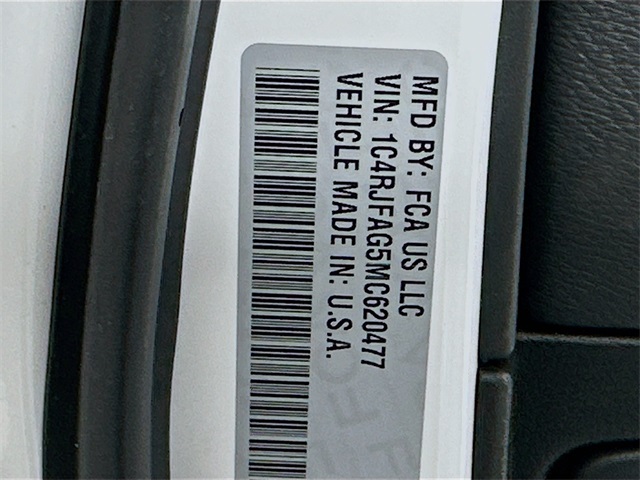 MFD BY: FCA US LLC
VIN: 1C4RJFAG5MC620477
VEHICLE MADE IN: U.S.A.